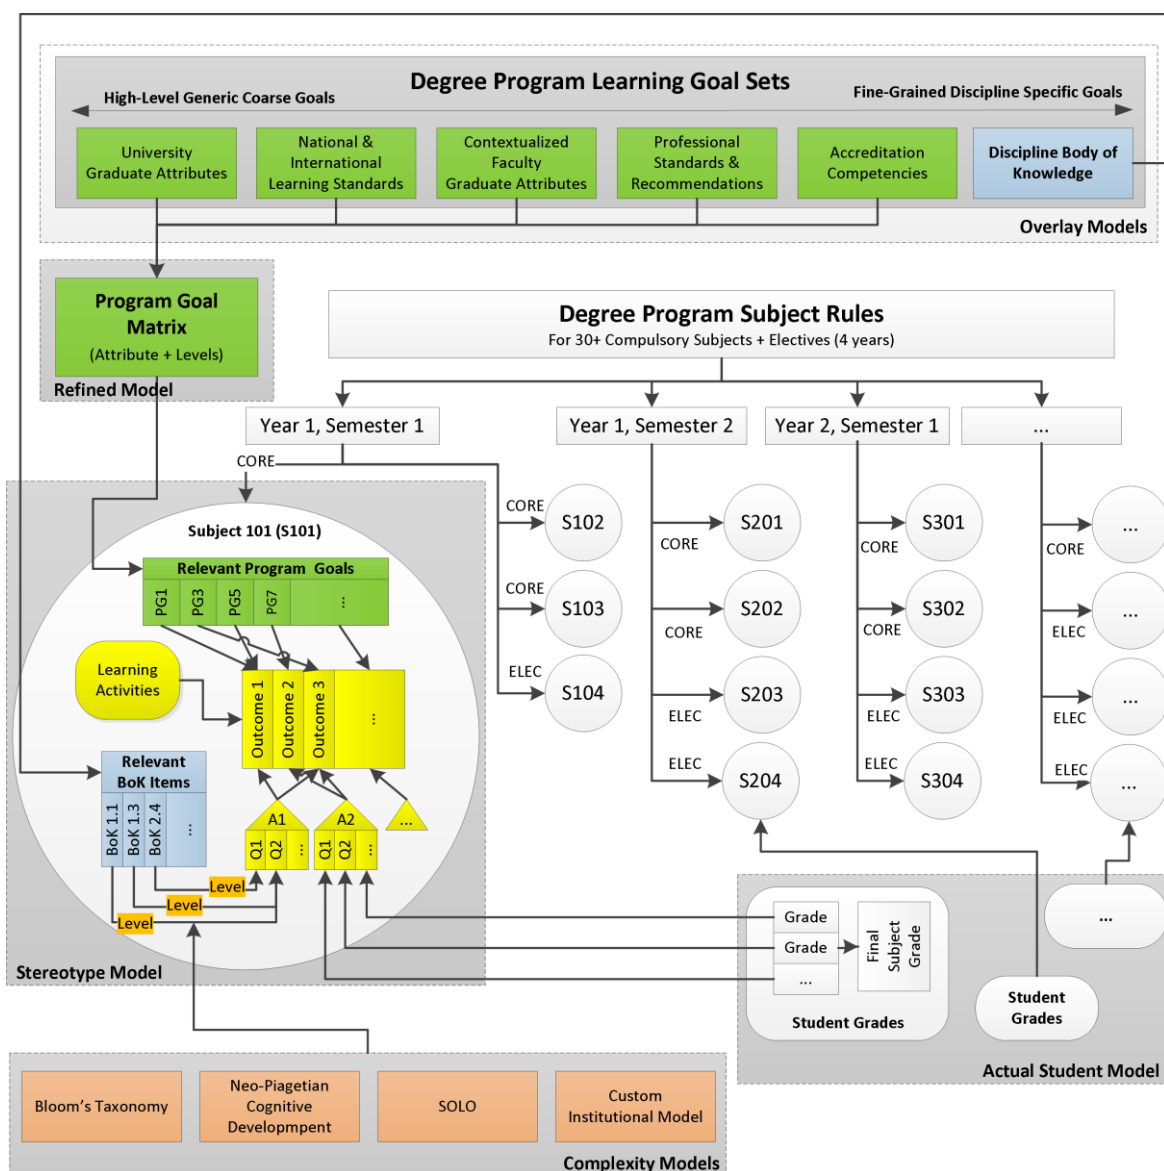 Degree Program Learning Goal Sets
High-Level Generic Coarse Goals
Fine-Grained Discipline Specific Goals
University
Graduate Attributes
National &
International
Learning Standards
Contextualized
Faculty
Graduate Attributes
Professional
Standards &
Recommendations
Accreditation
Competencies
Discipline Body of
Knowledge
Overlay Models
Program Goal
Matrix
(Attribute + Levels)
Refined Model
Degree Program Subject Rules
For 30+ Compulsory Subjects + Electives (4 years)
Year 1, Semester 1
Year 1, Semester 2
Year 2, Semester 1
...
CORE
CORE
S102
CORE
S103
ELEC
S104
S201
CORE
S202
CORE
S203
ELEC
ELEC
S204
S301
CORE
S302
CORE
S303
ELEC
ELEC
S304
...
CORE
...
ELEC
...
ELEC
ELEC
...
Subject 101 (S101)
Relevant Program Goals
PG1
PG3
PG5
PG7
...
Learning
Activities
Outcome 1
Outcome 2
Outcome 3
...
Relevant
BoK Items
BoK 1.1
BoK 1.3
BoK 2.4
...
A1
Q1
Q2
...
A2
Q1
Q2
...
...
Level
Level
Level
Stereotype Model
Grade
Grade
...
Final
Subject
Grade
Student Grades
...
Student
Grades
Actual Student Model
Bloom's Taxonomy
Neo-Piagetian
Cognitive
Developmpent
SOLO
Custom
Institutional Model
Complexity Models